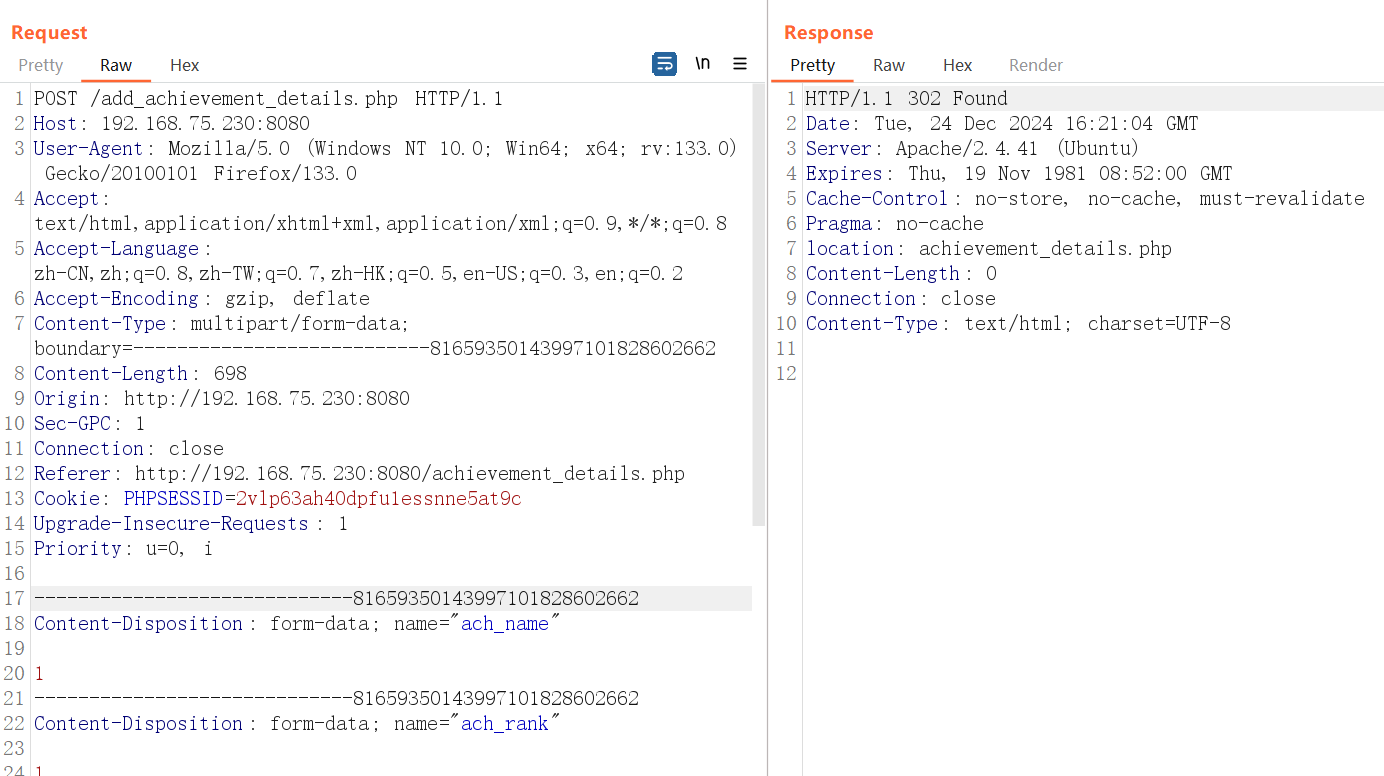 Request
Pretty Raw Hex \n
1 POST /add_achievement_details.php HTTP/1.1
2 Host: 192.168.75.230:8080
3 User-Agent: Mozilla/5.0 (Windows NT 10.0; Win64; x64; rv:133.0)
Gecko/20100101 Firefox/133.0
4 Accept:
text/html,application/xhtml+xml,application/xml;q=0.9,*/*;q=0.8
5 Accept-Language:
zh-CN,zh;q=0.8,zh-TW;q=0.7,zh-HK;q=0.5,en-US;q=0.3,en;q=0.2
6 Accept-Encoding: gzip, deflate
7 Content-Type: multipart/form-data;
boundary=---------------------------816593501439971018286​02662
8 Content-Length: 698
9 Origin: http://192.168.75.230:8080
10 Sec-GPC: 1
11 Connection: close
12 Referer: http://192.168.75.230:8080/achievement_details.php
13 Cookie: PHPSESSID=2vlp63ah40dpfulessnne5at9c
14 Upgrade-Insecure-Requests: 1
15 Priority: u=0, i
16
17 -----------------------------81659350143997101828602662
18 Content-Disposition: form-data; name="ach_name"
19
20 1
21 -----------------------------81659350143997101828602662
22 Content-Disposition: form-data; name="ach_rank"
23
24 1
Response
Pretty Raw Hex Render
1 HTTP/1.1 302 Found
2 Date: Tue, 24 Dec 2024 16:21:04 GMT
3 Server: Apache/2.4.41 (Ubuntu)
4 Expires: Thu, 19 Nov 1981 08:52:00 GMT
5 Cache-Control: no-store, no-cache, must-revalidate
6 Pragma: no-cache
7 location: achievement_details.php
8 Content-Length: 0
9 Connection: close
10 Content-Type: text/html; charset=UTF-8
11
12